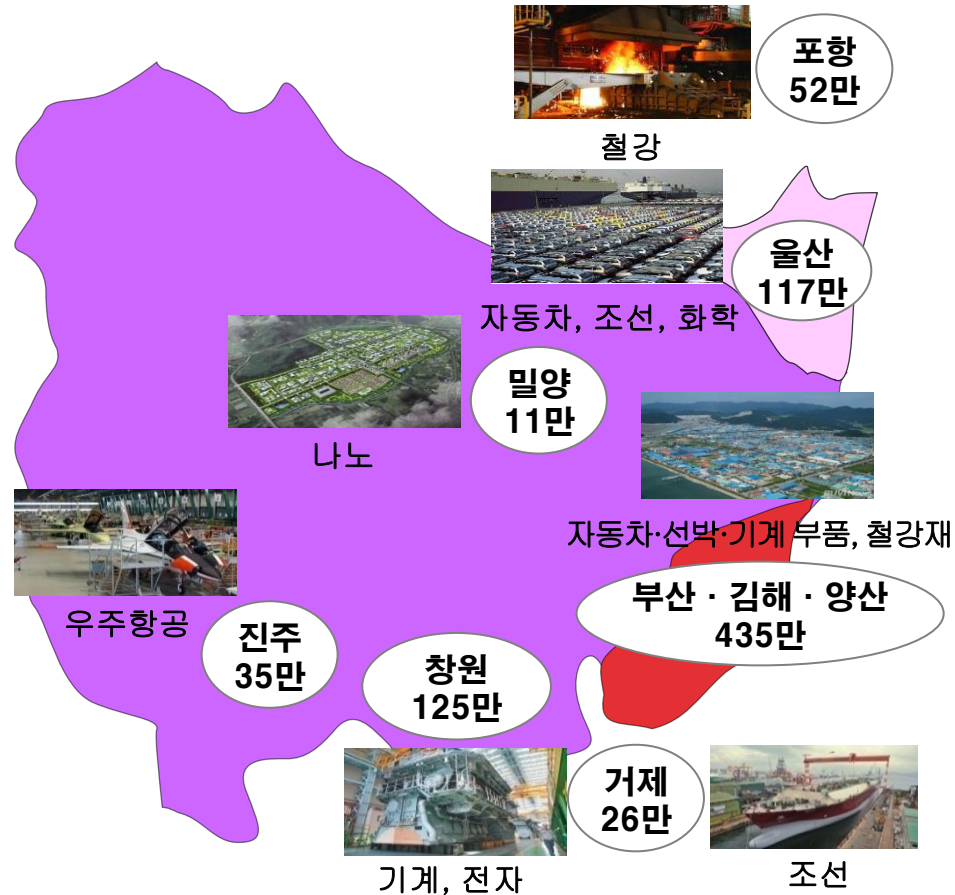 포항
52만
철강
울산
117만
자동차, 조선, 화학
밀양
11만
나노
자동차·선박·기계 부품, 철강재
우주항공
부산 · 김해 · 양산
435만
진주
35만
창원
125만
거제
26만
기계, 전자
조선